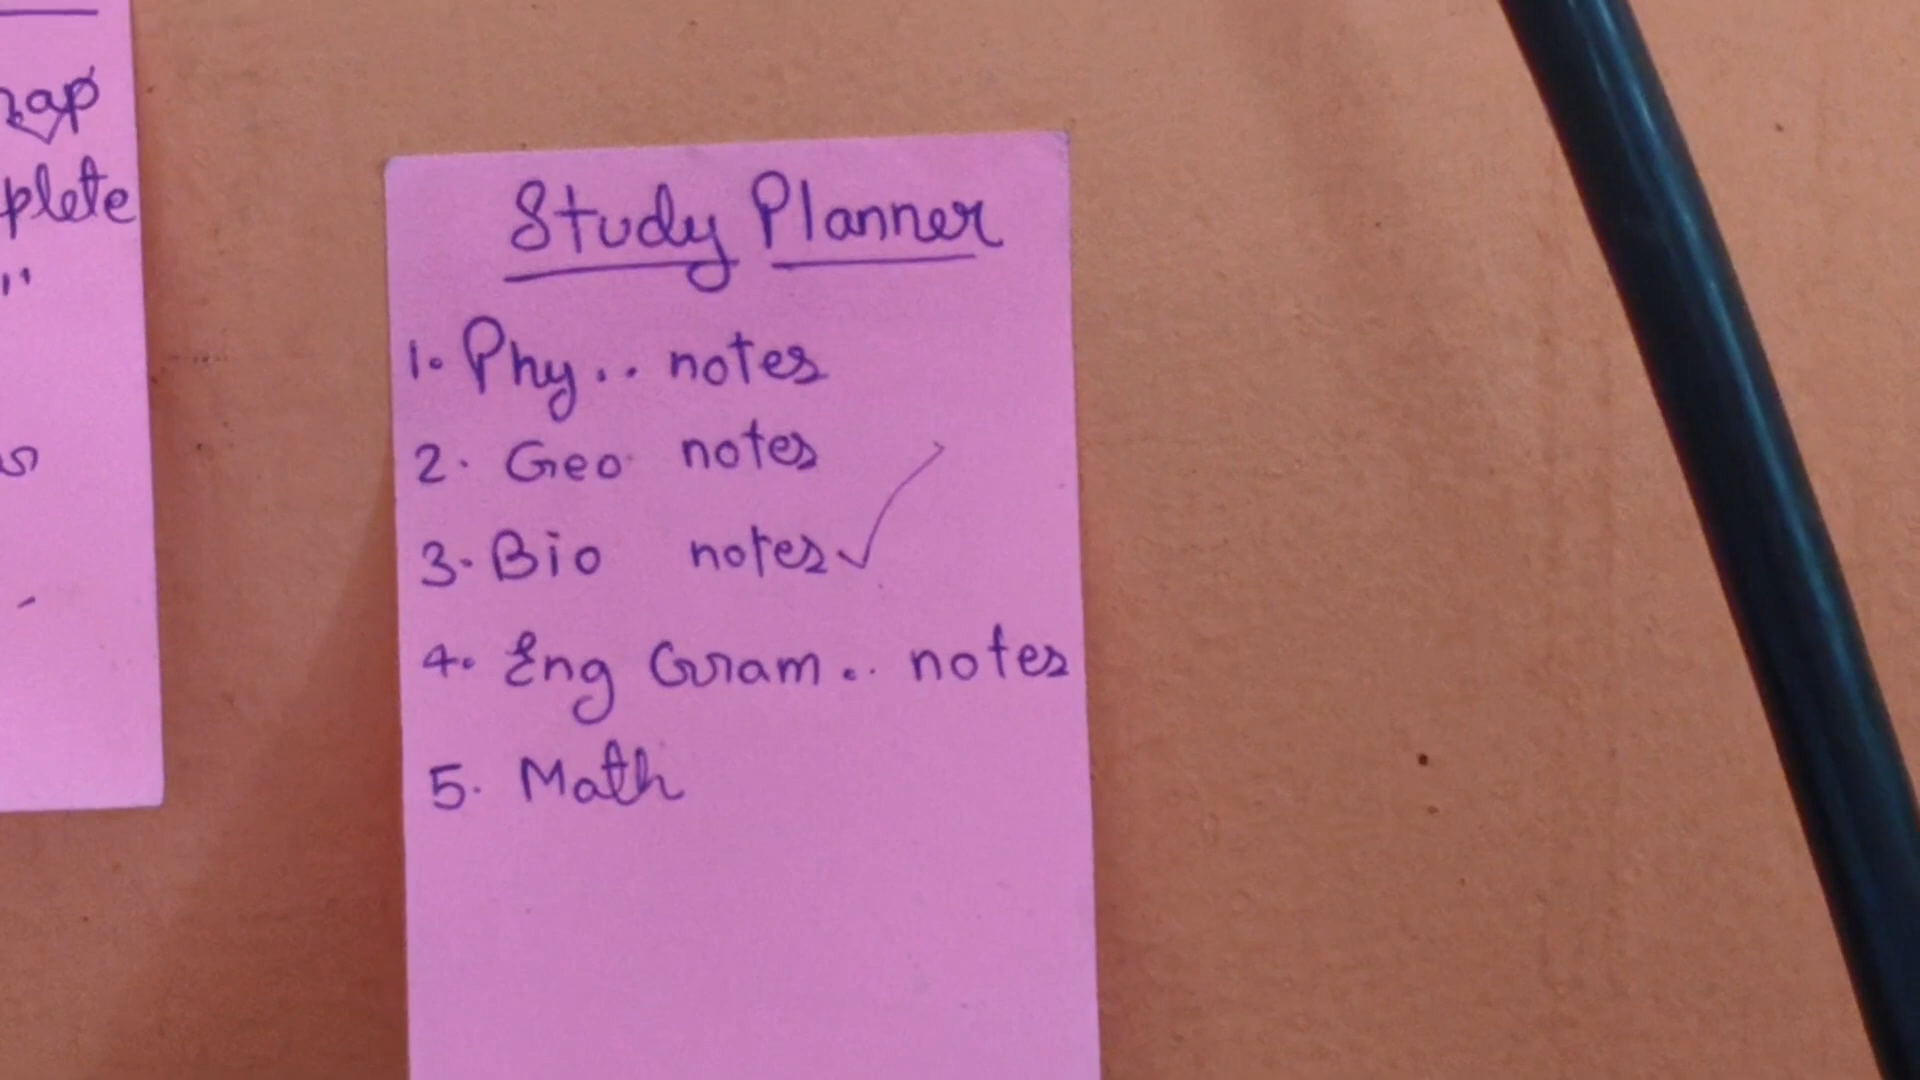 plete
Study Planner
1. Phy.. notes
2. Geo notes
3. Bio notes ✓
4. Eng Gram.. notes
5. Math